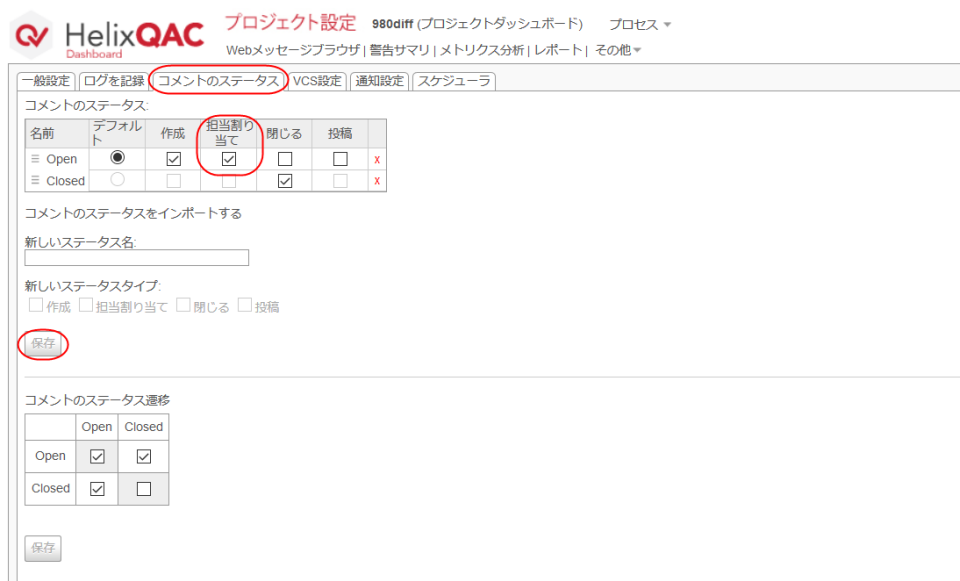 HelixQAC
Dashboard
プロジェクト設定 980diff (プロジェクトダッシュボード) プロセス
Webメッセージブラウザ | 警告サマリ | メトリクス分析 | レポート | その他
一般設定 ログを記録 コメントのステータス VCS設定 通知設定 スケジューラ
コメントのステータス:
名前 デフォルト 作成 担当割り当て 閉じる 投稿
Open x
Closed x
コメントのステータスをインポートする
新しいステータス名:
新しいステータスタイプ:
作成 担当割り当て 閉じる 投稿
保存
コメントのステータス遷移
Open Closed
Open
Closed
保存